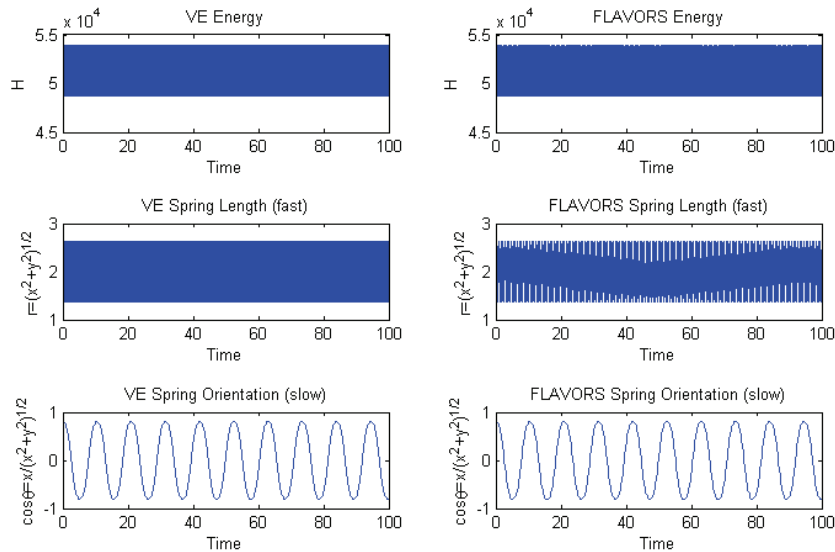 VE Energy
x 10^4
5.5
5
4.5
H
0 20 40 60 80 100
Time
FLAVORS Energy
x 10^4
5.5
5
4.5
H
0 20 40 60 80 100
Time
VE Spring Length (fast)
3
2
1
r=(x^2+y^2)^1/2
0 20 40 60 80 100
Time
FLAVORS Spring Length (fast)
3
2
1
r=(x^2+y^2)^1/2
0 20 40 60 80 100
Time
VE Spring Orientation (slow)
1
0
-1
cosθ=x/(x^2+y^2)^1/2
0 20 40 60 80 100
Time
FLAVORS Spring Orientation (slow)
1
0
-1
cosθ=x/(x^2+y^2)^1/2
0 20 40 60 80 100
Time